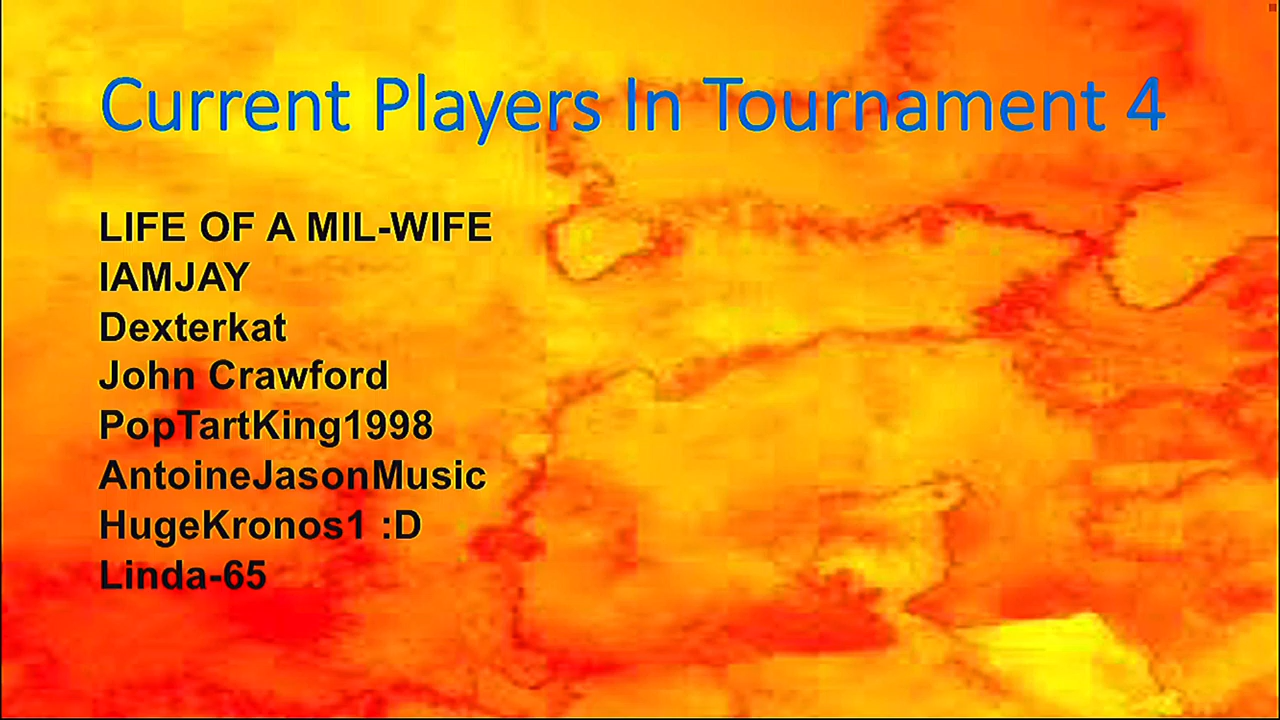 Current Players In Tournament 4
LIFE OF A MIL-WIFE
IAMJAY
Dexterkat
John Crawford
PopTartKing1998
AntoineJasonMusic
HugeKronos1 :D
Linda-65